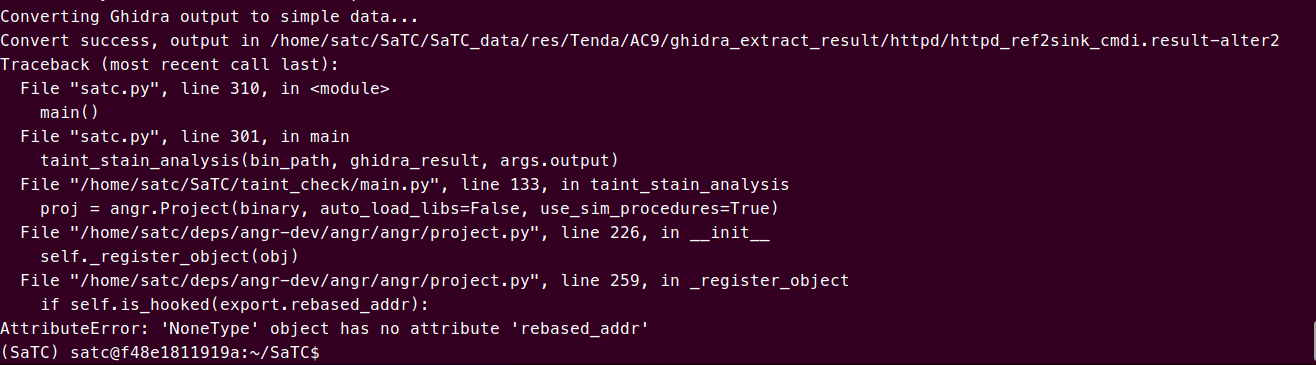 Converting Ghidra output to simple data...
Convert success, output in /home/satc/SaTC/SaTC_data/res/Tenda/AC9/ghidra_extract_result/httpd/httpd_ref2sink_cmdi.result-alter2
Traceback (most recent call last):
  File "satc.py", line 310, in <module>
    main()
  File "satc.py", line 301, in main
    taint_stain_analysis(bin_path, ghidra_result, args.output)
  File "/home/satc/SaTC/taint_check/main.py", line 133, in taint_stain_analysis
    proj = angr.Project(binary, auto_load_libs=False, use_sim_procedures=True)
  File "/home/satc/deps/angr-dev/angr/angr/project.py", line 226, in __init__
    self._register_object(obj)
  File "/home/satc/deps/angr-dev/angr/angr/project.py", line 259, in _register_object
    if self.is_hooked(export.rebased_addr):
AttributeError: 'NoneType' object has no attribute 'rebased_addr'
(SaTC) satc@f48e1811919a:~/SaTC$